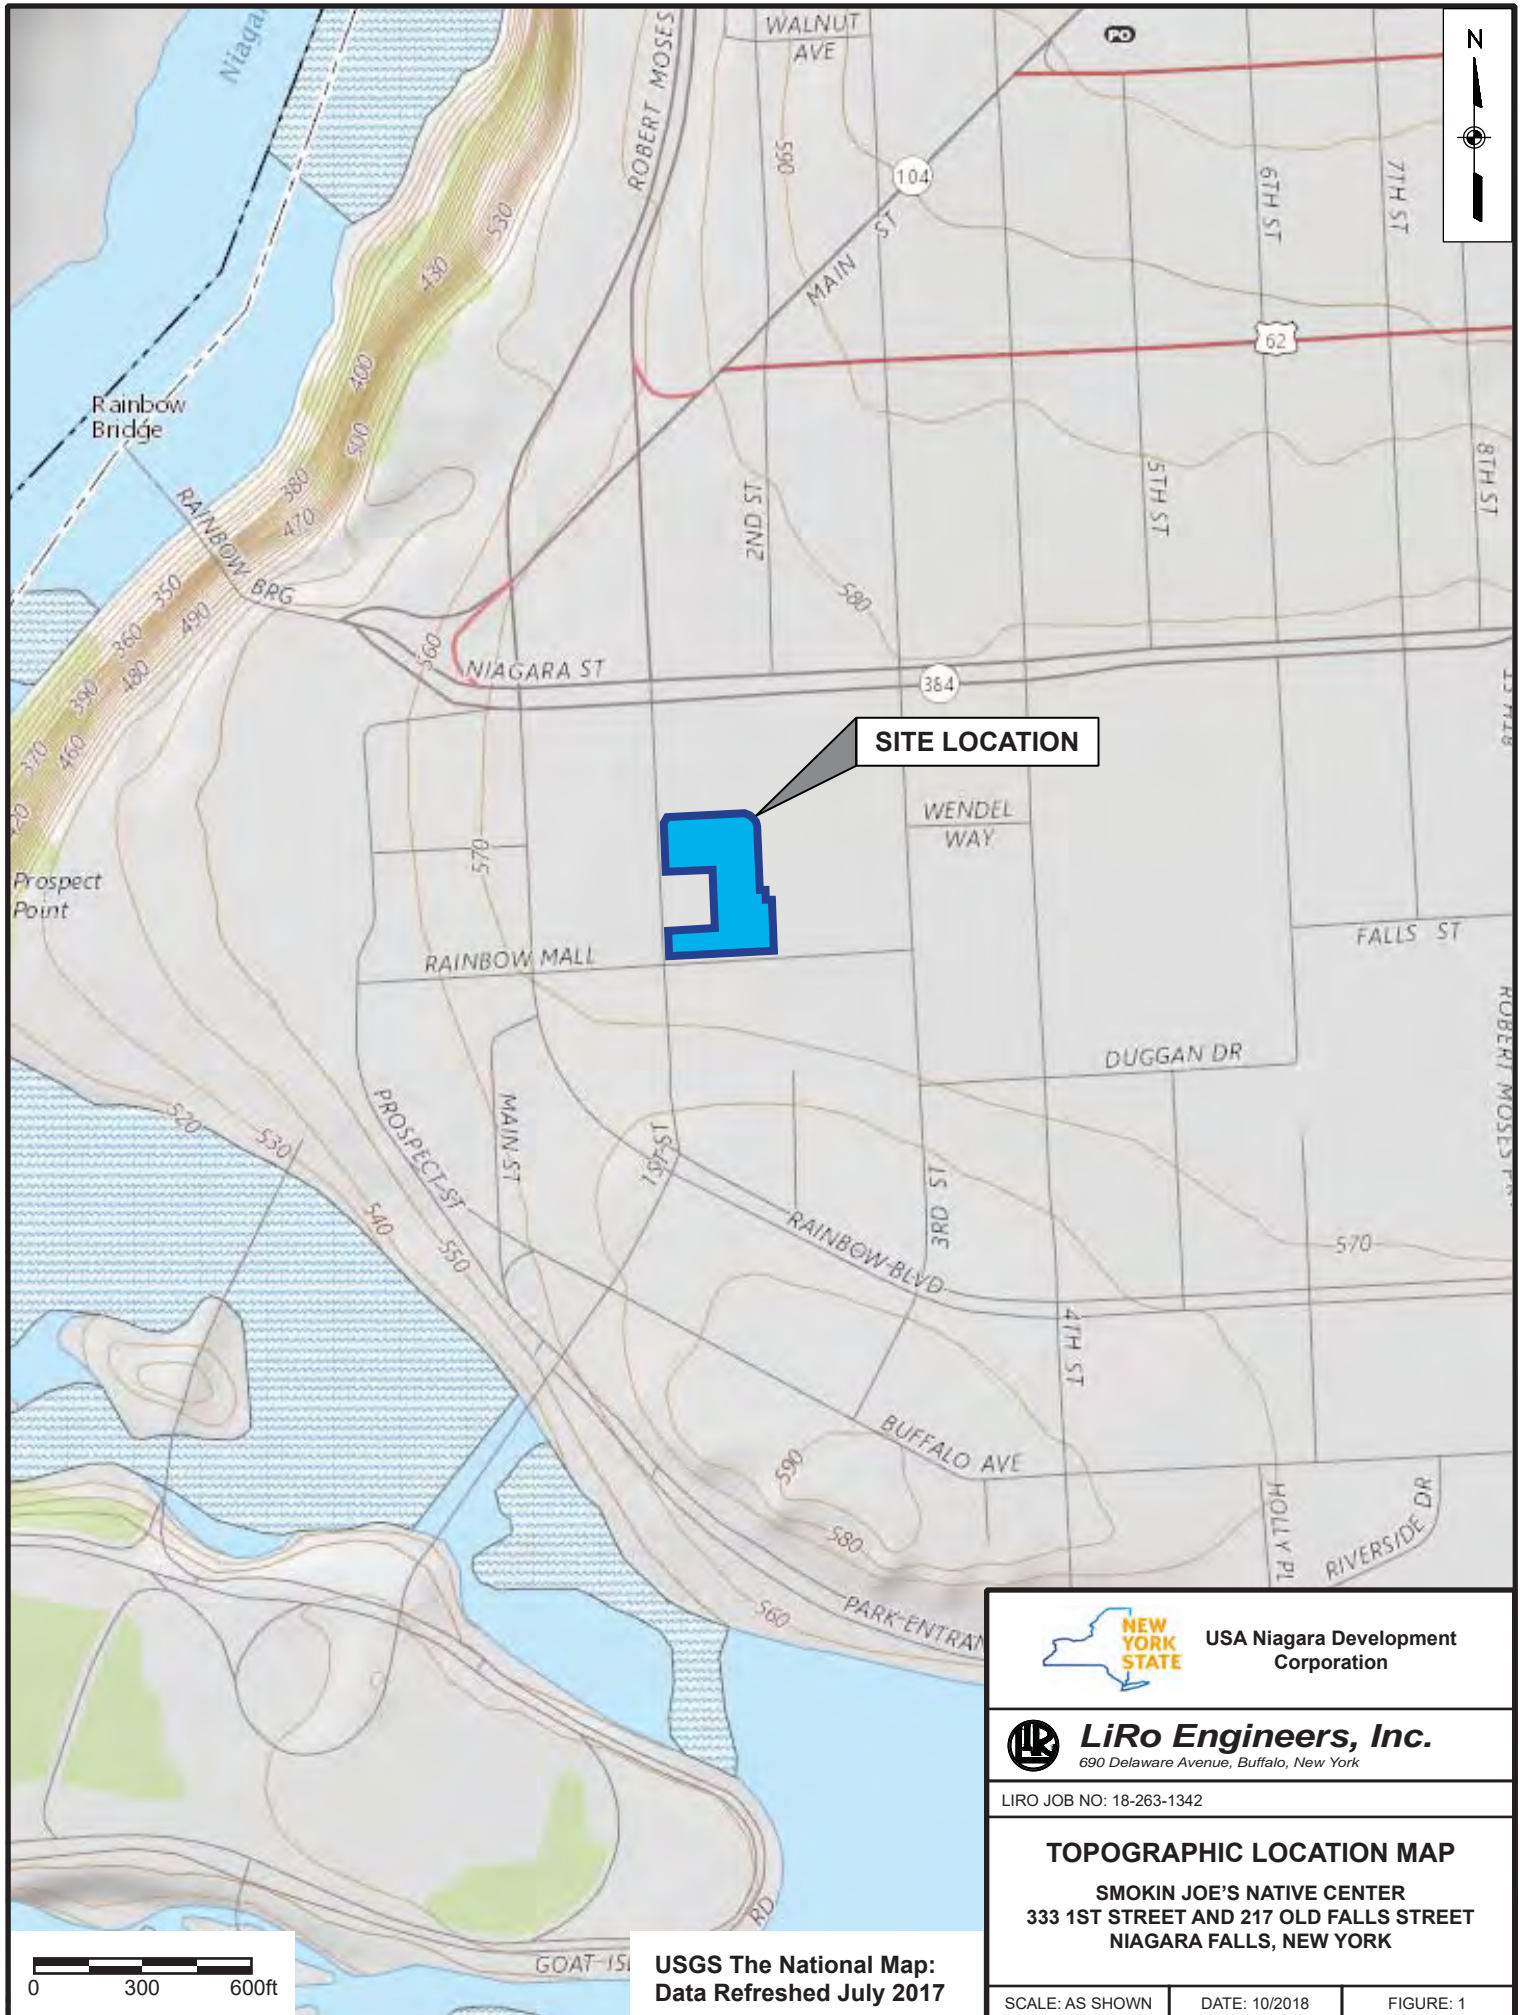 Niagar
WALNUT
AVE
PO
N
ROBERT MOSES
590
104
MAIN ST
6TH ST
7TH ST
530
430
62
400
Rainbow
Bridge
500
380
470
2ND ST
5TH ST
8TH ST
RAINBOW BRG
350
490
360
580
560
480
390
NIAGARA ST
384
370
460
SITE LOCATION
WENDEL
WAY
570
Prospect
Point
FALLS ST
RAINBOW MALL
ROBERT MOSES
DUGGAN DR
PROSPECT ST
MAIN ST
520
530
1ST ST
3RD ST
540
550
RAINBOW BLVD
570
4TH ST
BUFFALO AVE
590
HOLLY PL
RIVERSIDE DR
580
560
PARK ENTRAN
NEW
YORK
STATE
USA Niagara Development
Corporation
LiRo Engineers, Inc.
690 Delaware Avenue, Buffalo, New York
LIRO JOB NO: 18-263-1342
TOPOGRAPHIC LOCATION MAP
SMOKIN JOE'S NATIVE CENTER
333 1ST STREET AND 217 OLD FALLS STREET
NIAGARA FALLS, NEW YORK
RD
GOAT ISL
0 300 600ft
USGS The National Map:
Data Refreshed July 2017
SCALE: AS SHOWN
DATE: 10/2018
FIGURE: 1